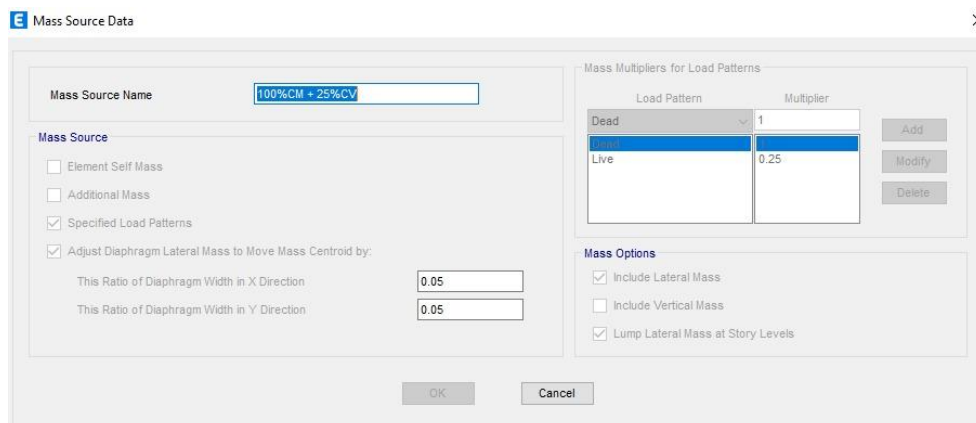 E Mass Source Data
Mass Source Name 100%CM + 25%CV
Mass Source
Element Self Mass
Additional Mass
Specified Load Patterns
Adjust Diaphragm Lateral Mass to Move Mass Centroid by:
This Ratio of Diaphragm Width in X Direction 0.05
This Ratio of Diaphragm Width in Y Direction 0.05
Mass Multipliers for Load Patterns
Load Pattern Multiplier
Dead 1
Dead 1
Live 0.25
Add
Modify
Delete
Mass Options
Include Lateral Mass
Include Vertical Mass
Lump Lateral Mass at Story Levels
OK Cancel